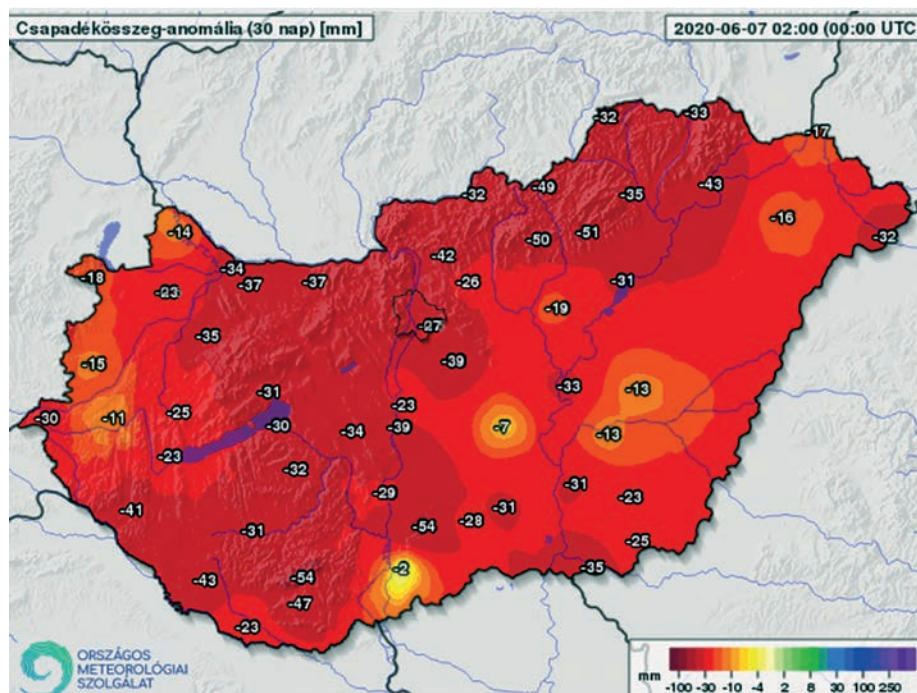 Csapadékösszeg-anomália (30 nap) [mm]
2020-06-07 02:00 (00:00 UTC
-32 -33
-17
-32 -49 -35 -43
-16
-14
-50 -51 -32
-42
-18 -34 -37 -37 -26 -31
-23
-19
-27
-35
-39
-15
-33 -13
-31
-30 -11 -25 -23
-30 -34 -39 -7 -13
-23
-32
-29 -31 -23
-41 -31
-54 -28
-31
-25
-43 -54 -2 -35
-47
-23
ORSZÁGOS
METEOROLÓGIAI
SZOLGÁLAT
mm
-100 -30 -10 -4 2 8 30 100 250